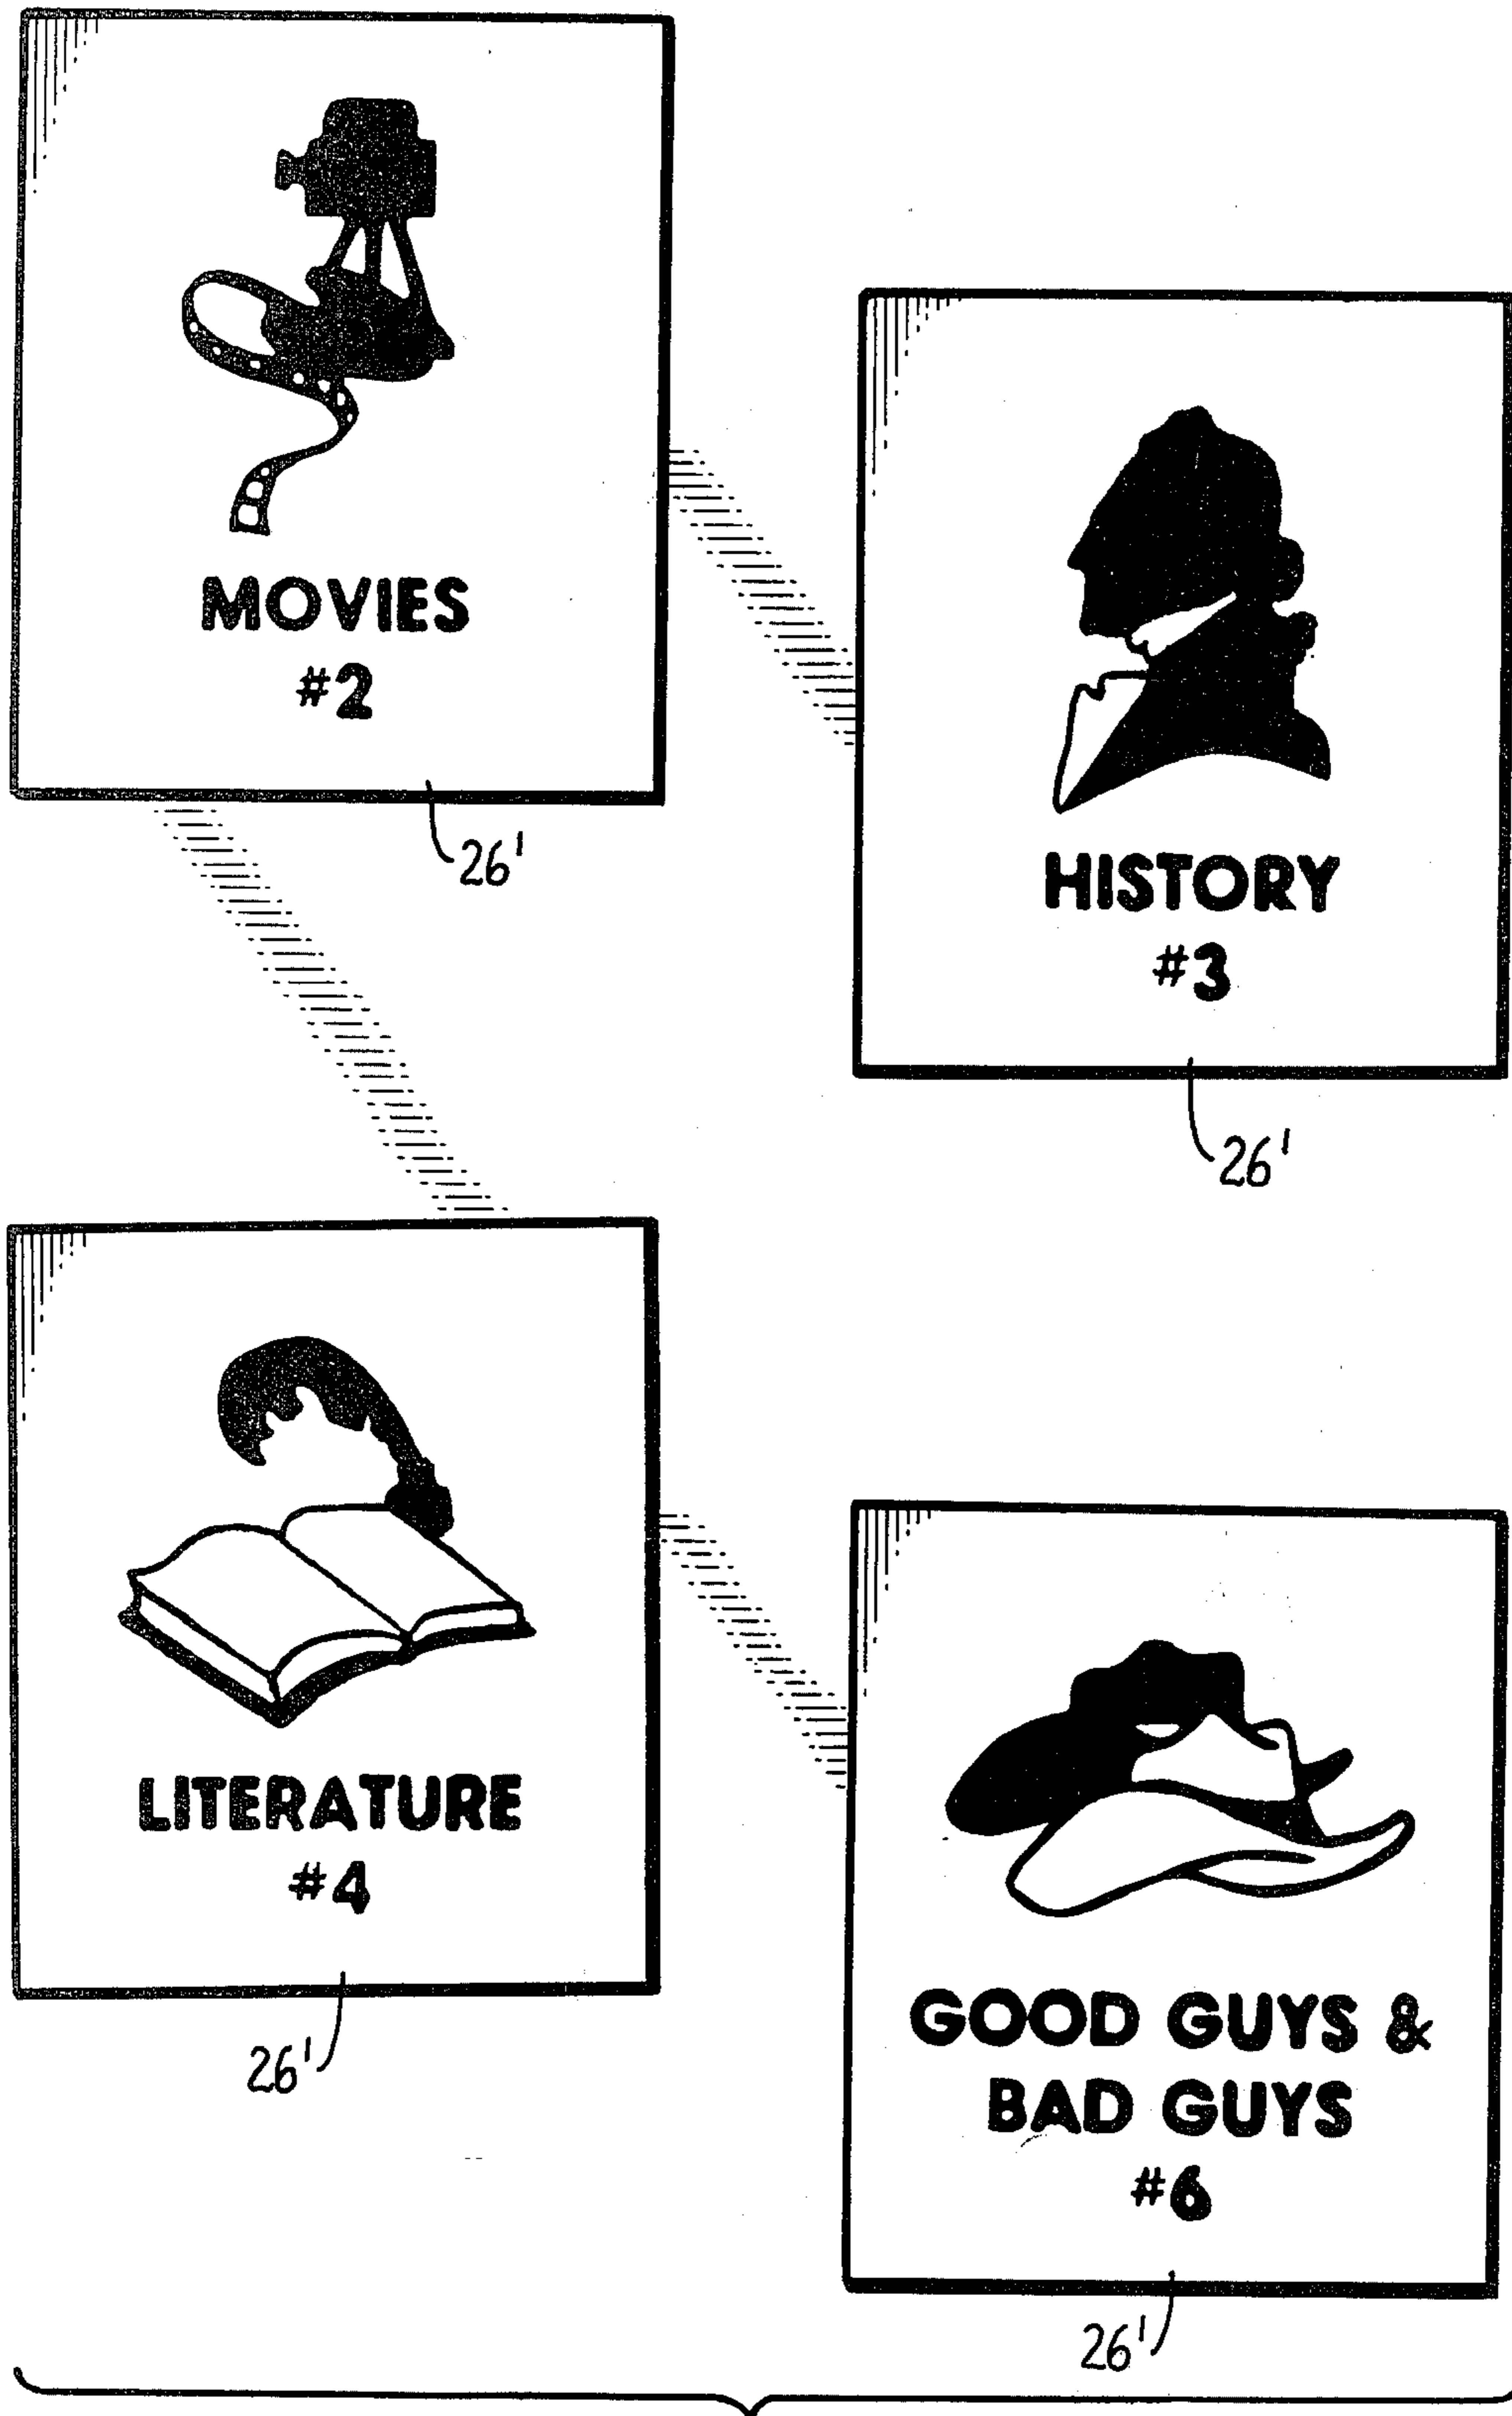 MOVIES
#2
26'
HISTORY
#3
26'
LITERATURE
#4
26'
GOOD GUYS &
BAD GUYS
#6
26'